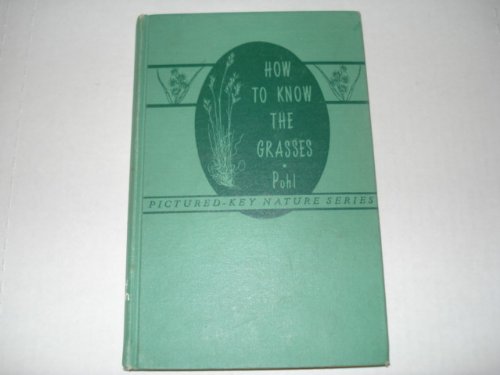 HOW
TO KNOW
THE
GRASSES
Pohl
PICTURED-KEY NATURE SERIES